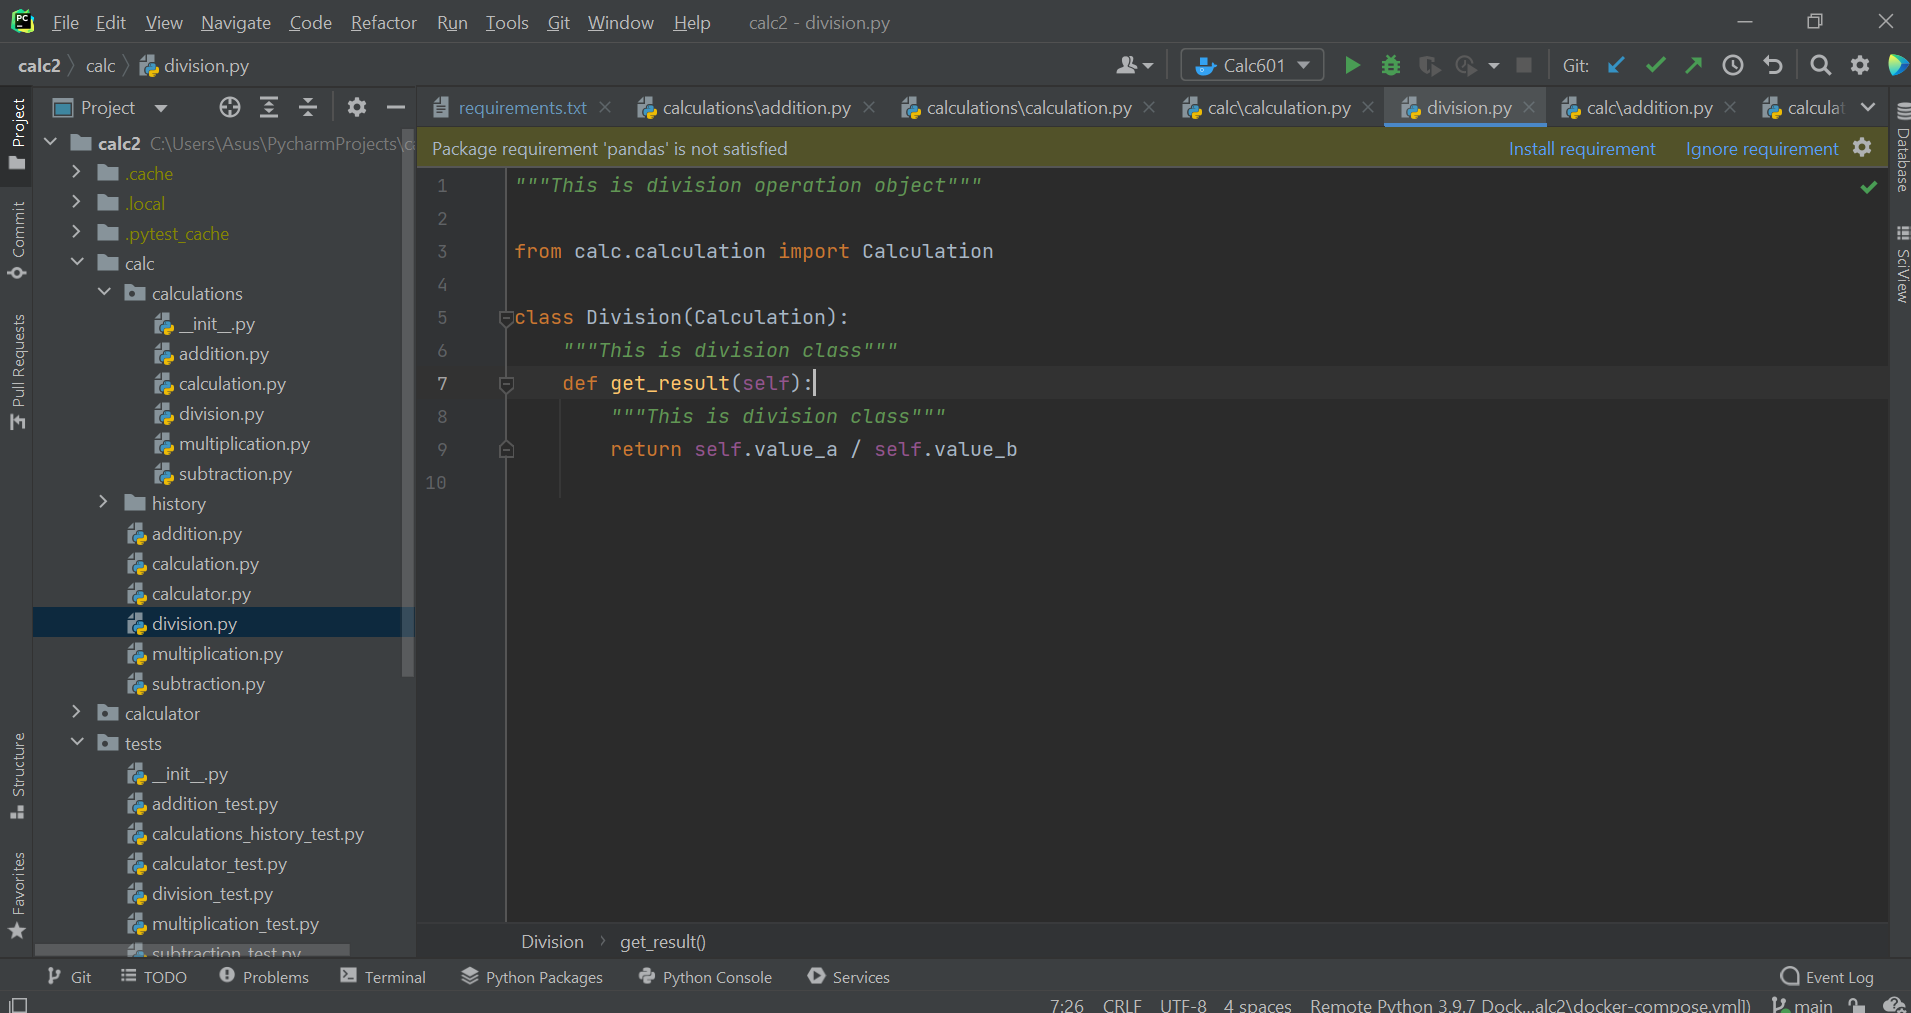 PC File Edit View Navigate Code Refactor Run Tools Git Window Help calc2 - division.py
calc2 calc division.py Calc601 Git:
Project
requirements.txt calculations\addition.py calculations\calculation.py calc\calculation.py division.py calc\addition.py calculat
Package requirement 'pandas' is not satisfied Install requirement Ignore requirement
calc2 C:\Users\Asus\PycharmProjects\
.cache
.local
.pytest_cache
calc
calculations
__init__.py
addition.py
calculation.py
division.py
multiplication.py
subtraction.py
history
addition.py
calculation.py
calculator.py
division.py
multiplication.py
subtraction.py
calculator
tests
__init__.py
addition_test.py
calculations_history_test.py
calculator_test.py
division_test.py
multiplication_test.py
subtraction_test.py
1 """This is division operation object"""
2
3 from calc.calculation import Calculation
4
5 class Division(Calculation):
6 """This is division class"""
7 def get_result(self):
8 """This is division class"""
9 return self.value_a / self.value_b
10
Division get_result()
Project
Commit
Pull Requests
Structure
Favorites
Database
SciView
Git TODO Problems Terminal Python Packages Python Console Services Event Log
7:26 CRLF UTF-8 4 spaces Remote Python 3.9.7 Dock...alc2\docker-compose.yml]) main